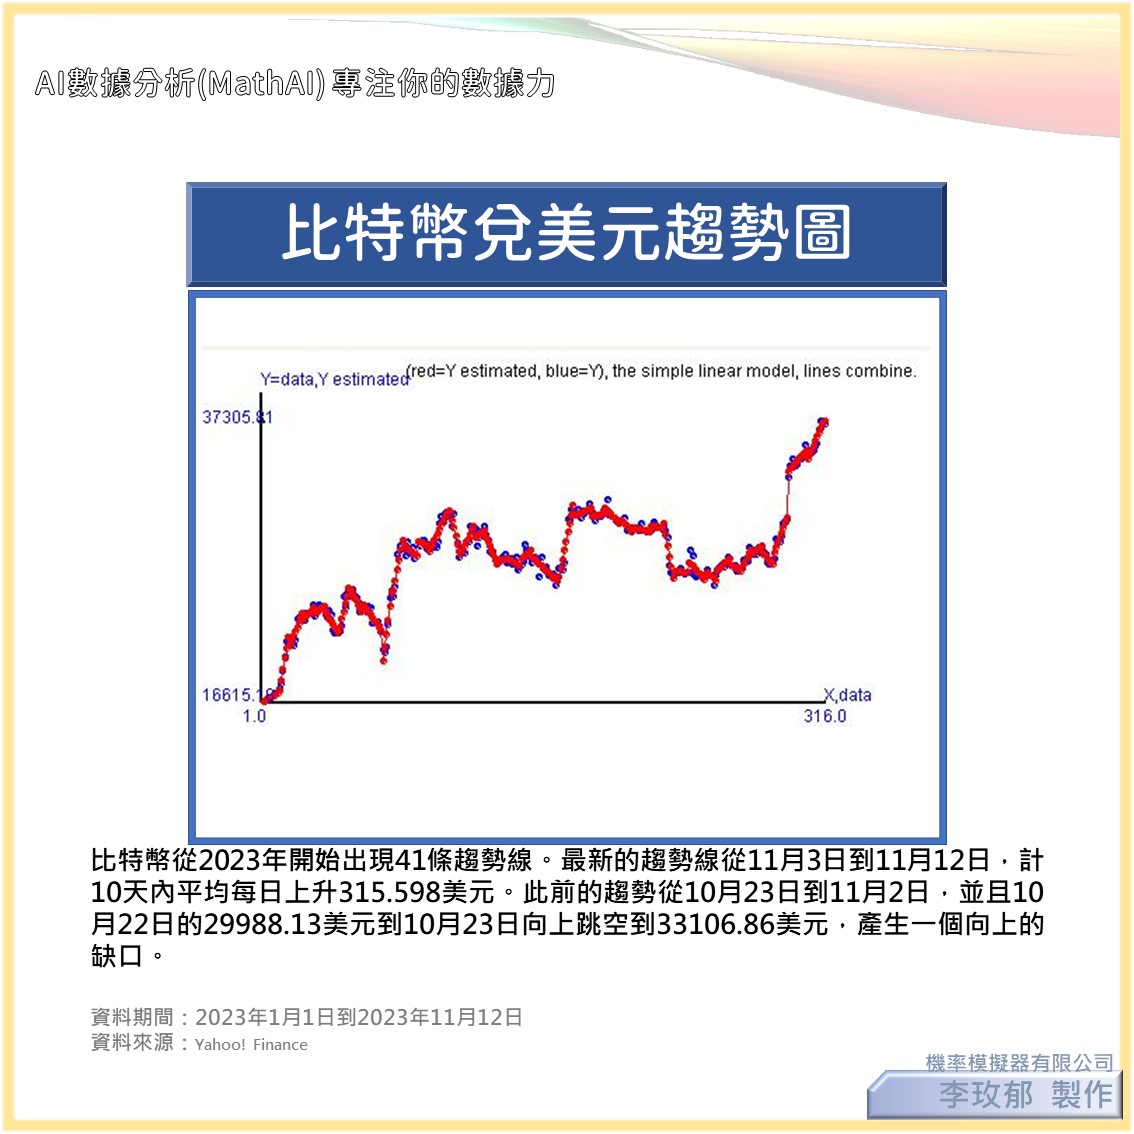 AI數據分析(MathAI) 專注你的數據力
比特幣兌美元趨勢圖
(red=Y estimated, blue=Y), the simple linear model, lines combine.
Y=data,Y estimated
37305.81
16615.1
X,data
1.0
316.0
比特幣從2023年開始出現41條趨勢線。最新的趨勢線從11月3日到11月12日，計
10天內平均每日上升315.598美元。此前的趨勢從10月23日到11月2日，並且10
月22日的29988.13美元到10月23日向上跳空到33106.86美元，產生一個向上的
缺口。
資料期間：2023年1月1日到2023年11月12日
資料來源：Yahoo! Finance
機率模擬器有限公司
李玫郁 製作